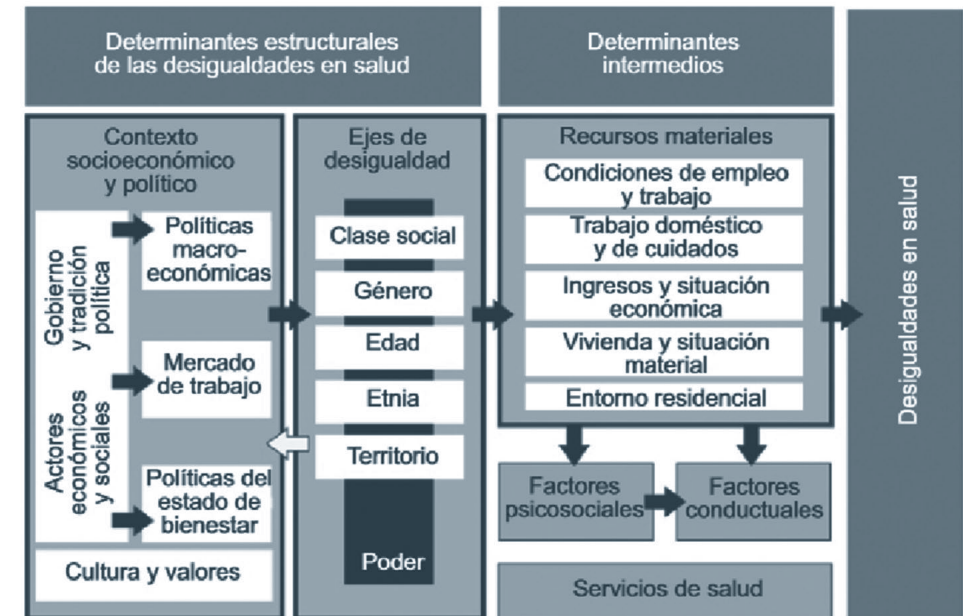 Determinantes estructurales
de las desigualdades en salud
Determinantes
intermedios
Contexto
socioeconómico
y político
Gobierno
y tradición
política
Actores
económicos
y sociales
Políticas
macro-
económicas
Mercado
de trabajo
Políticas del
estado de
bienestar
Cultura y valores
Ejes de
desigualdad
Clase social
Género
Edad
Etnia
Territorio
Poder
Recursos materiales
Condiciones de empleo
y trabajo
Trabajo doméstico
y de cuidados
Ingresos y situación
económica
Vivienda y situación
material
Entorno residencial
Factores
psicosociales
Factores
conductuales
Servicios de salud
Desigualdades en salud